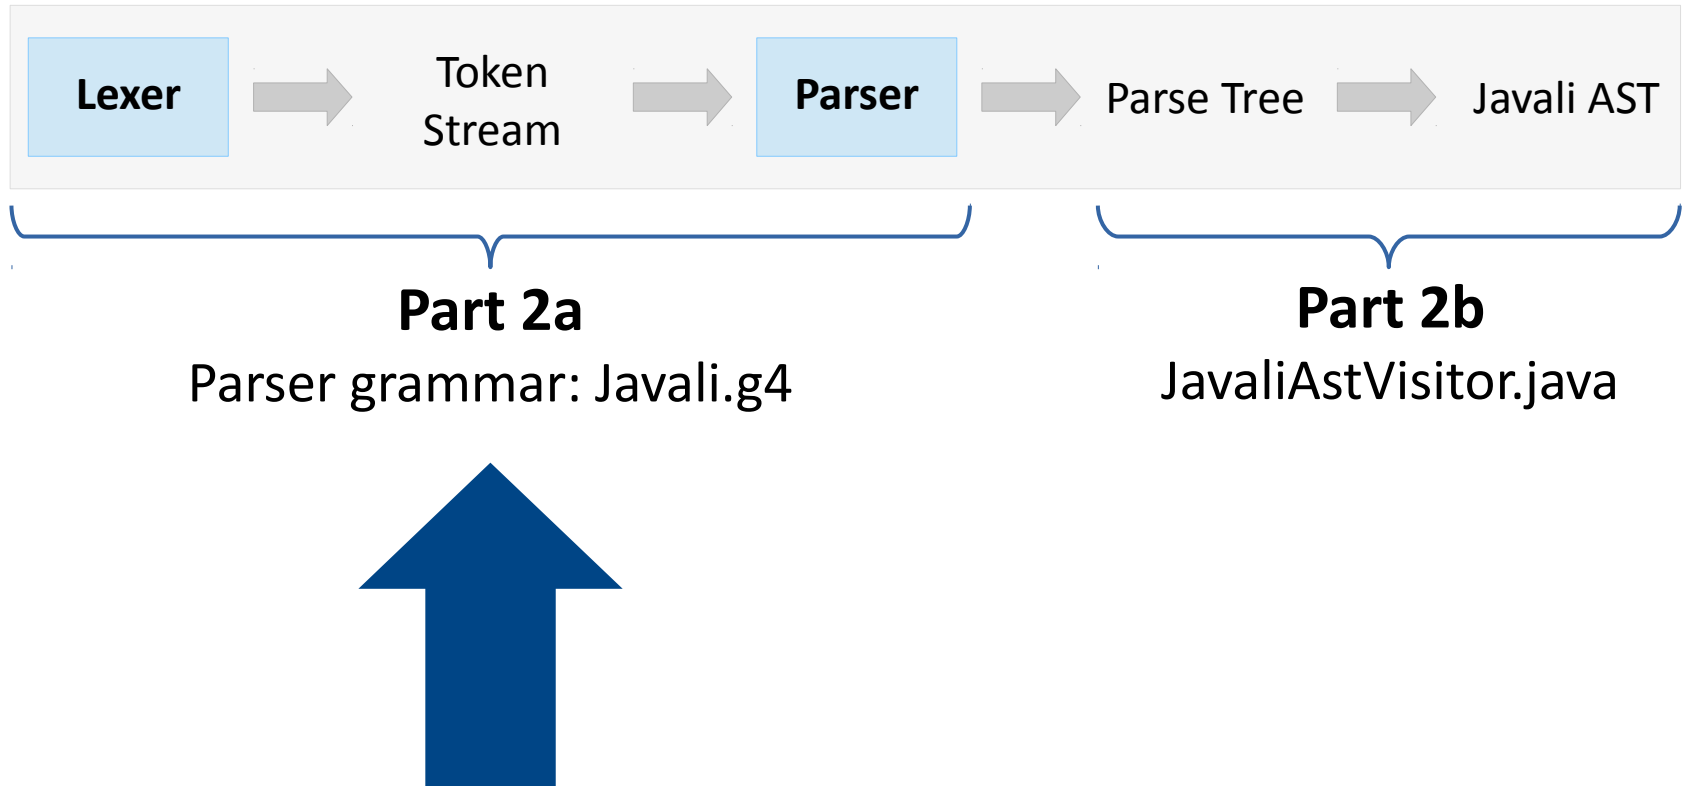 Lexer
Token
Stream
Parser
Parse Tree
Javali AST
Part 2a
Parser grammar: Javali.g4
Part 2b
JavaliAstVisitor.java